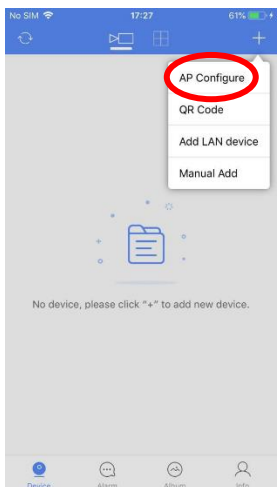 No SIM 17:27 61%
AP Configure
QR Code
Add LAN device
Manual Add
No device, please click "+" to add new device.
Device Alarm Album Info